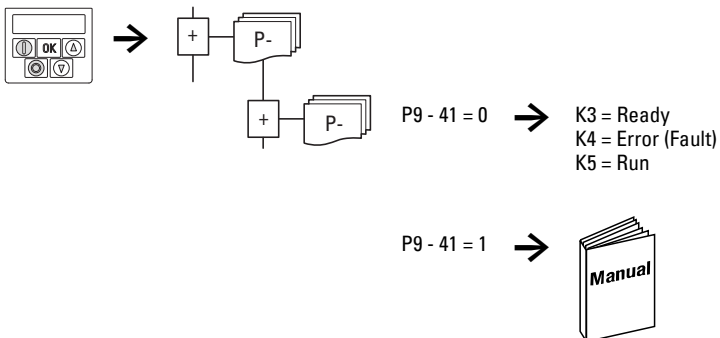 OK
+
P-
+
P-
P9 - 41 = 0
K3 = Ready
K4 = Error (Fault)
K5 = Run
P9 - 41 = 1
Manual